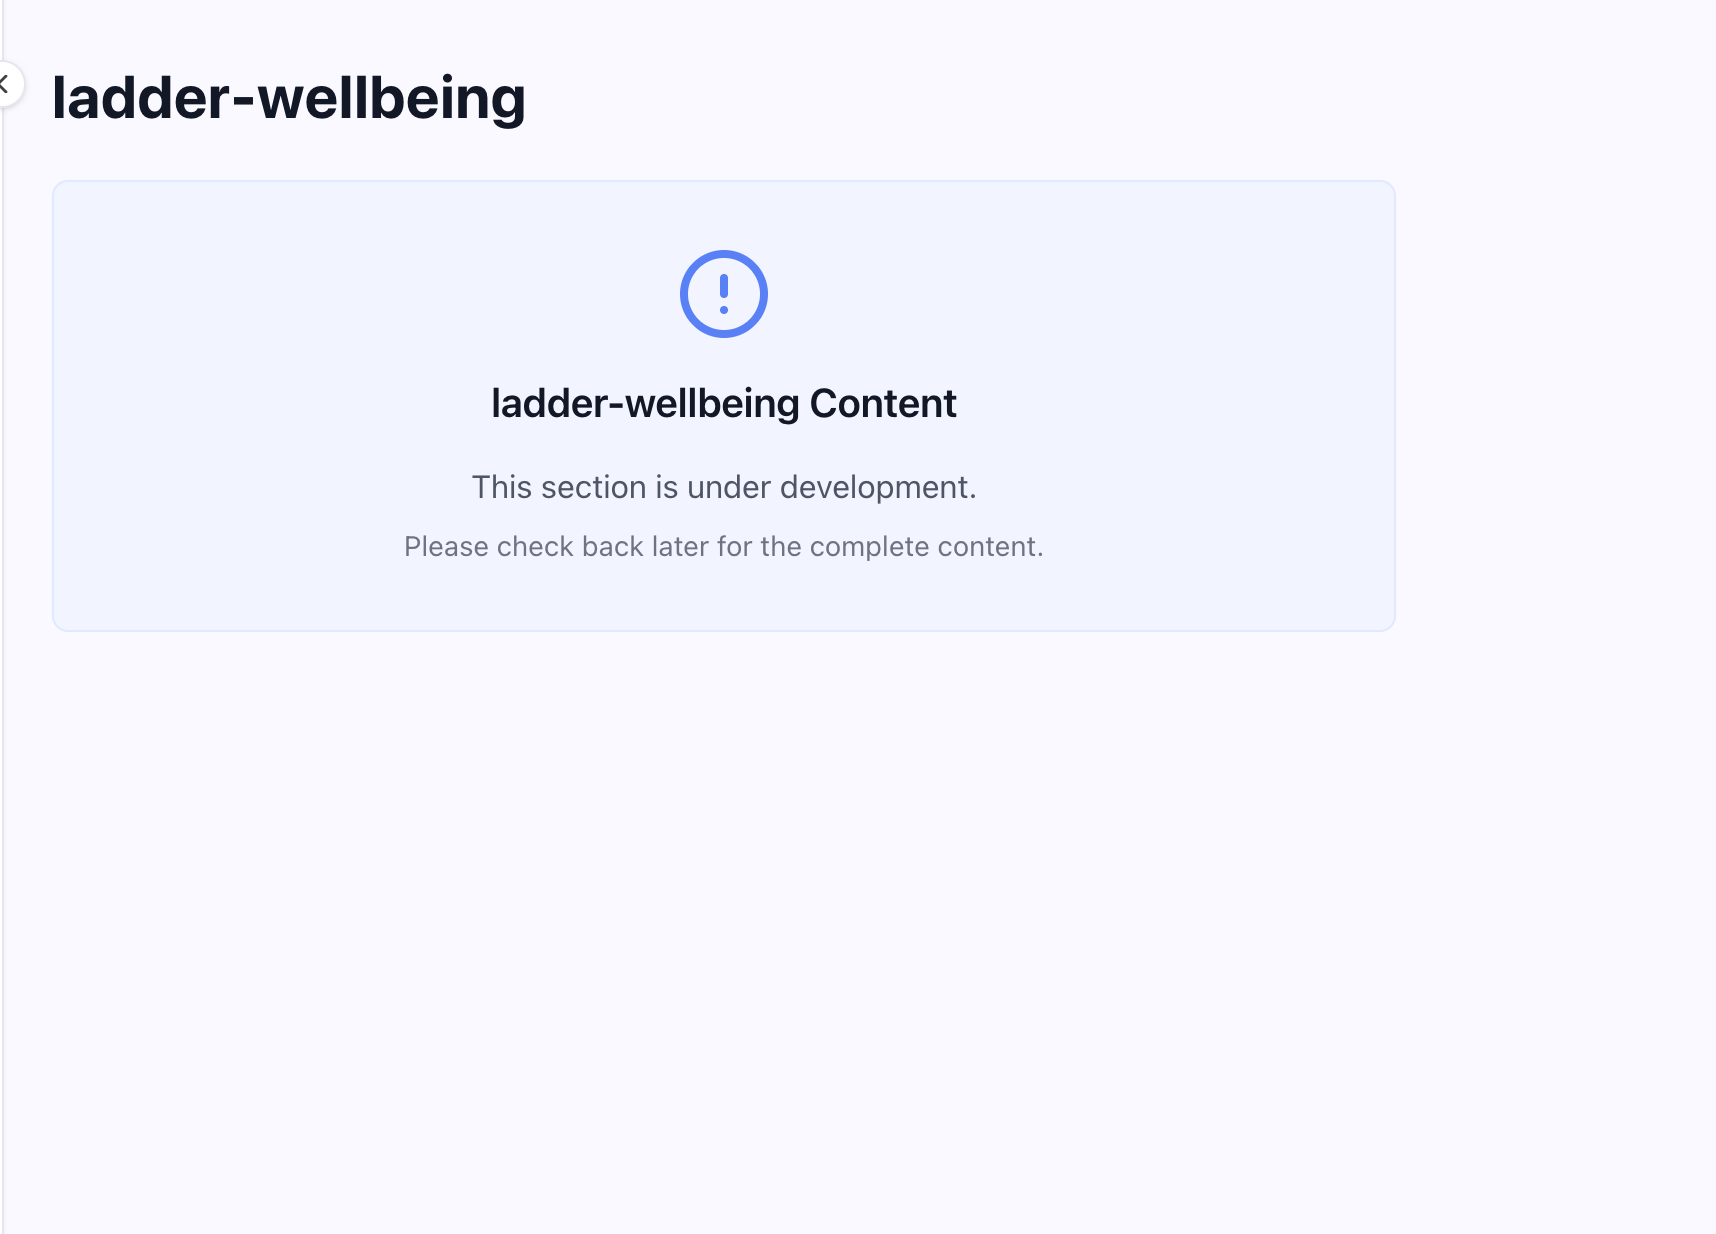 ladder-wellbeing
ladder-wellbeing Content
This section is under development.
Please check back later for the complete content.